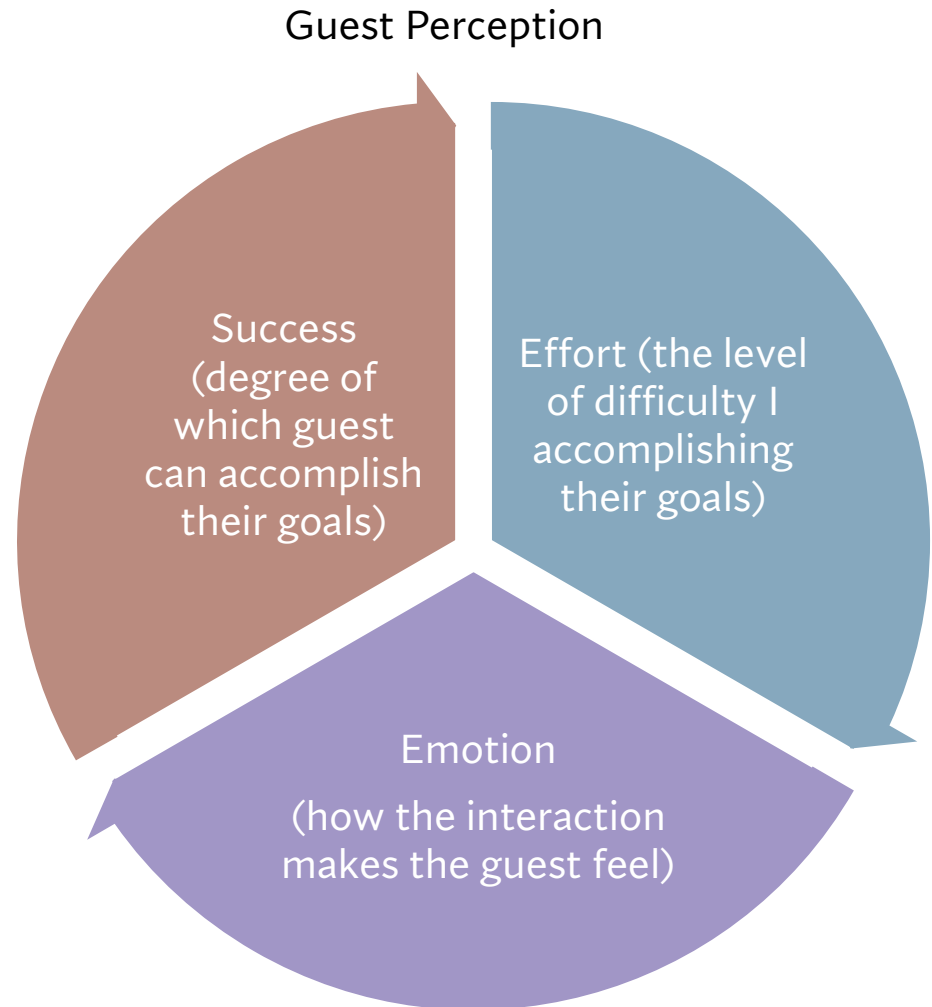 Guest Perception
Success
(degree of
which guest
can accomplish
their goals)
Effort (the level
of difficulty I
accomplishing
their goals)
Emotion
(how the interaction
makes the guest feel)